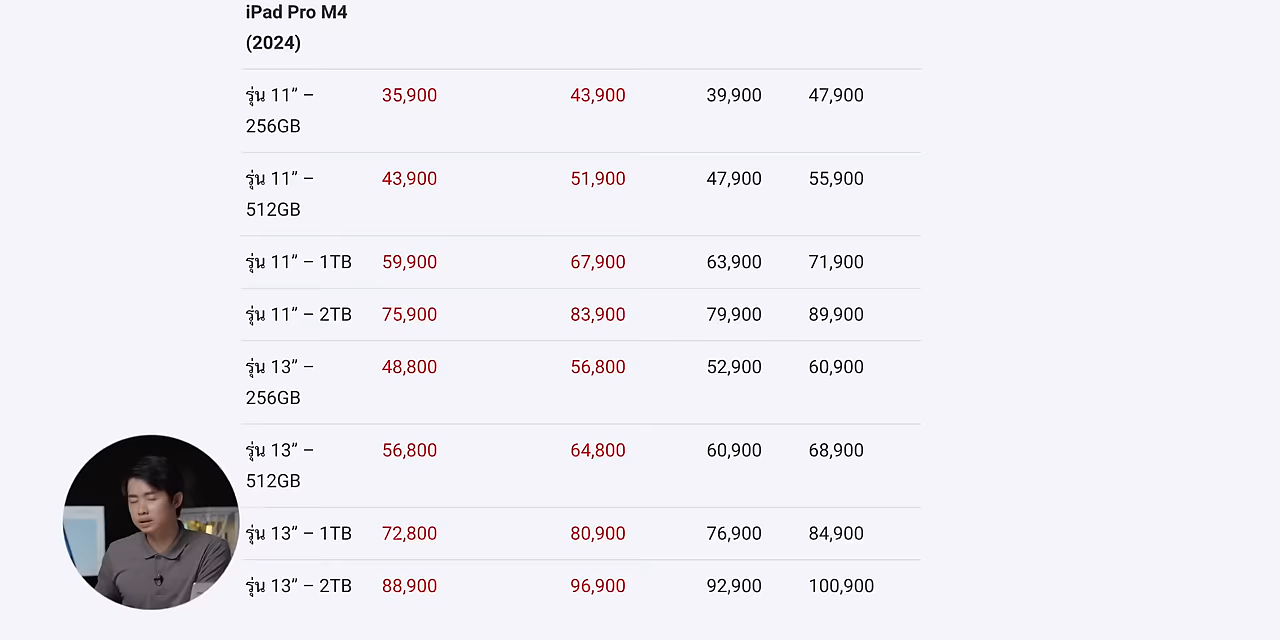 iPad Pro M4
(2024)
รุ่น 11” – 35,900 43,900 39,900 47,900
256GB
รุ่น 11” – 43,900 51,900 47,900 55,900
512GB
รุ่น 11” – 1TB 59,900 67,900 63,900 71,900
รุ่น 11” – 2TB 75,900 83,900 79,900 89,900
รุ่น 13” – 48,800 56,800 52,900 60,900
256GB
รุ่น 13” – 56,800 64,800 60,900 68,900
512GB
รุ่น 13” – 1TB 72,800 80,900 76,900 84,900
รุ่น 13” – 2TB 88,900 96,900 92,900 100,900